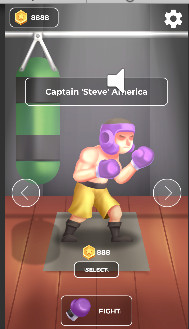 8888
Captain 'Steve' America
888
SELECT.
FIGHT